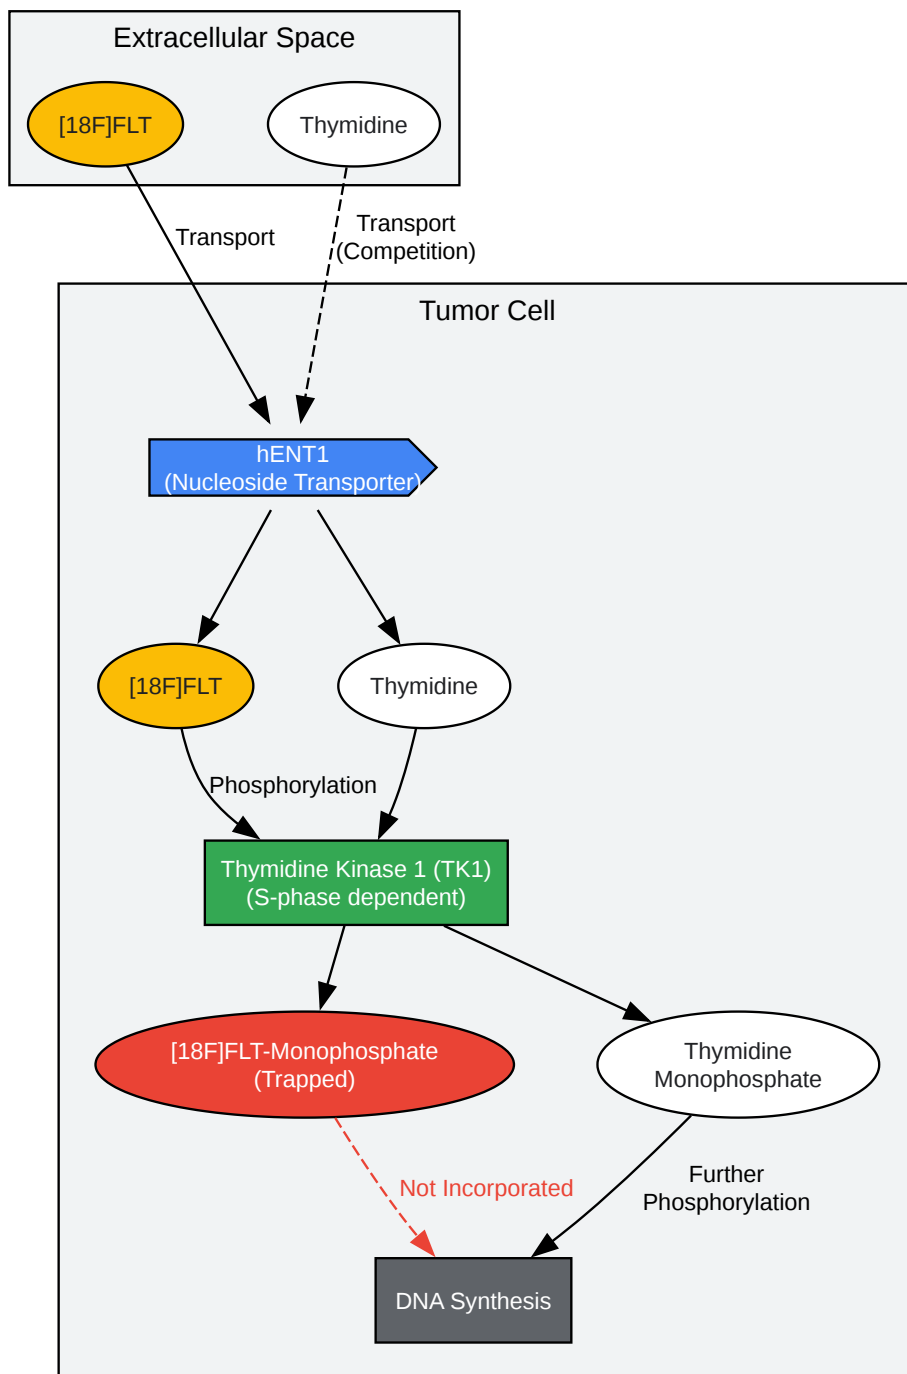 Extracellular Space
[18F]FLT
Thymidine
Transport
Transport
(Competition)
Tumor Cell
hENT1
(Nucleoside Transporter)
[18F]FLT
Thymidine
Phosphorylation
Thymidine Kinase 1 (TK1)
(S-phase dependent)
[18F]FLT-Monophosphate
(Trapped)
Thymidine
Monophosphate
Not Incorporated
Further
Phosphorylation
DNA Synthesis